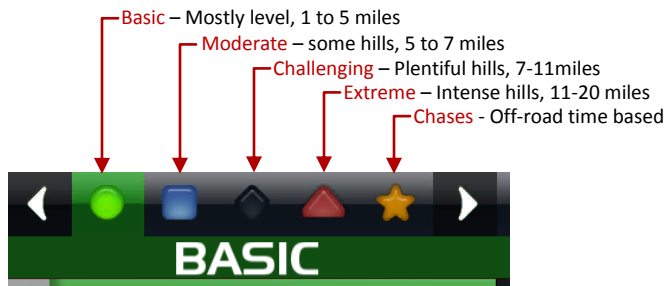 Basic – Mostly level, 1 to 5 miles
Moderate – some hills, 5 to 7 miles
Challenging – Plentiful hills, 7-11miles
Extreme – Intense hills, 11-20 miles
Chases - Off-road time based
BASIC